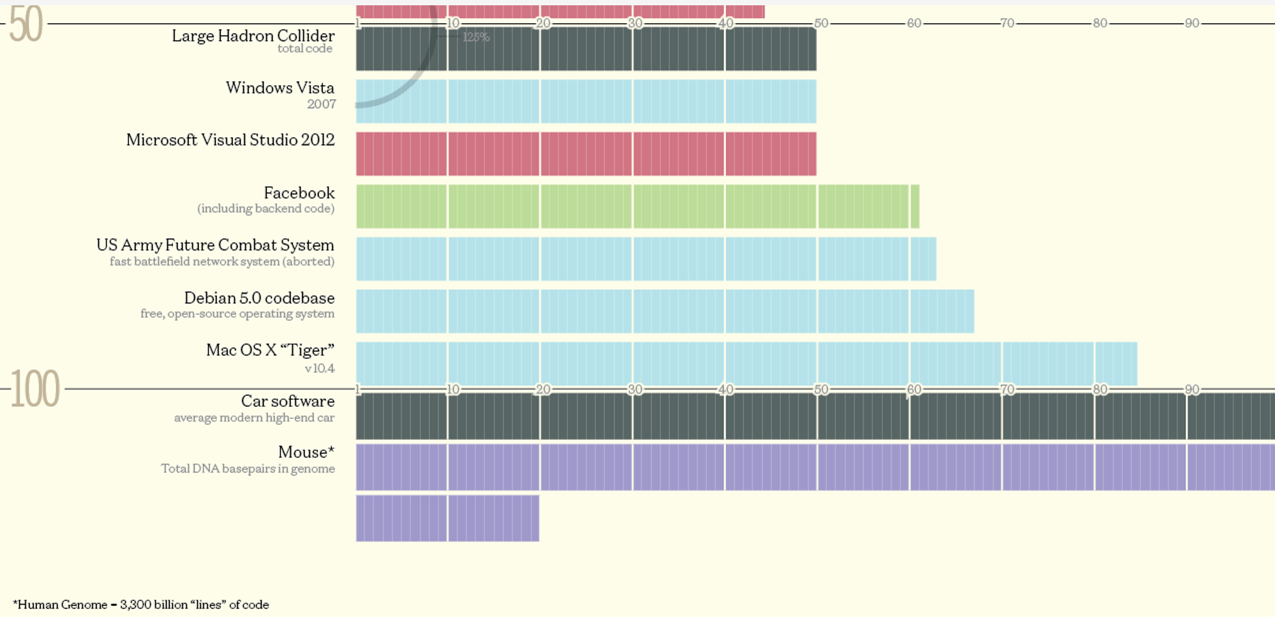 50
1 10 20 30 40 50 60 70 80 90
Large Hadron Collider
total code
125%
Windows Vista
2007
Microsoft Visual Studio 2012
Facebook
(including backend code)
US Army Future Combat System
fast battlefield network system (aborted)
Debian 5.0 codebase
free, open-source operating system
Mac OS X “Tiger”
v 10.4
100
1 10 20 30 40 50 60 70 80 90
Car software
average modern high-end car
Mouse*
Total DNA basepairs in genome
*Human Genome = 3,300 billion “lines” of code